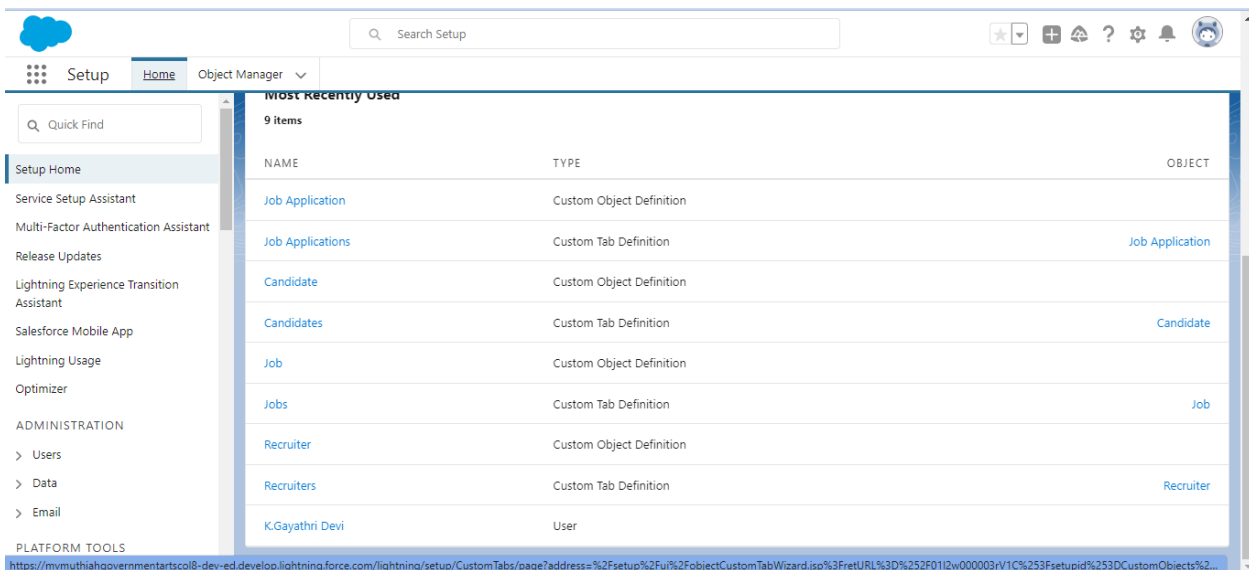 Search Setup
Setup Home Object Manager
Quick Find
Setup Home
Service Setup Assistant
Multi-Factor Authentication Assistant
Release Updates
Lightning Experience Transition
Assistant
Salesforce Mobile App
Lightning Usage
Optimizer
ADMINISTRATION
Users
Data
Email
PLATFORM TOOLS
Most Recently Used
9 items
NAME TYPE OBJECT
Job Application Custom Object Definition
Job Applications Custom Tab Definition Job Application
Candidate Custom Object Definition
Candidates Custom Tab Definition Candidate
Job Custom Object Definition
Jobs Custom Tab Definition Job
Recruiter Custom Object Definition
Recruiters Custom Tab Definition Recruiter
K.Gayathri Devi User
https://mymuthiahgovernmentartscol8-dev-ed.develop.lightning.force.com/lightning/setup/CustomTabs/page?address=%2Fsetup%2Fui%2FobjectCustomTabWizard.jsp%3FretURL%3D%252F01I2w000003rV1C%253Fsetupid%253DCustomObjects%2...